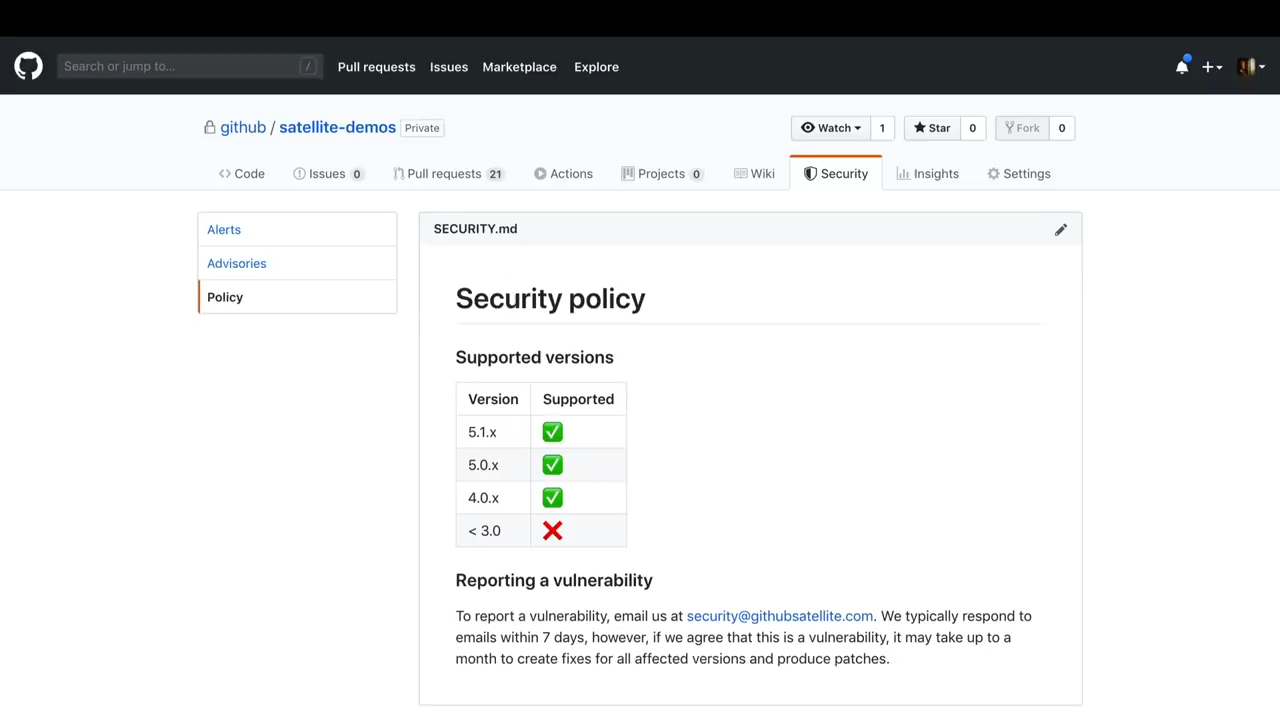 Search or jump to... / Pull requests Issues Marketplace Explore
github / satellite-demos Private Watch 1 Star 0 Fork 0
Code Issues 0 Pull requests 21 Actions Projects 0 Wiki Security Insights Settings
Alerts
Advisories
Policy
SECURITY.md
Security policy
Supported versions
Version Supported
5.1.x ✅
5.0.x ✅
4.0.x ✅
< 3.0 ❌
Reporting a vulnerability
To report a vulnerability, email us at security@githubsatellite.com. We typically respond to
emails within 7 days, however, if we agree that this is a vulnerability, it may take up to a
month to create fixes for all affected versions and produce patches.